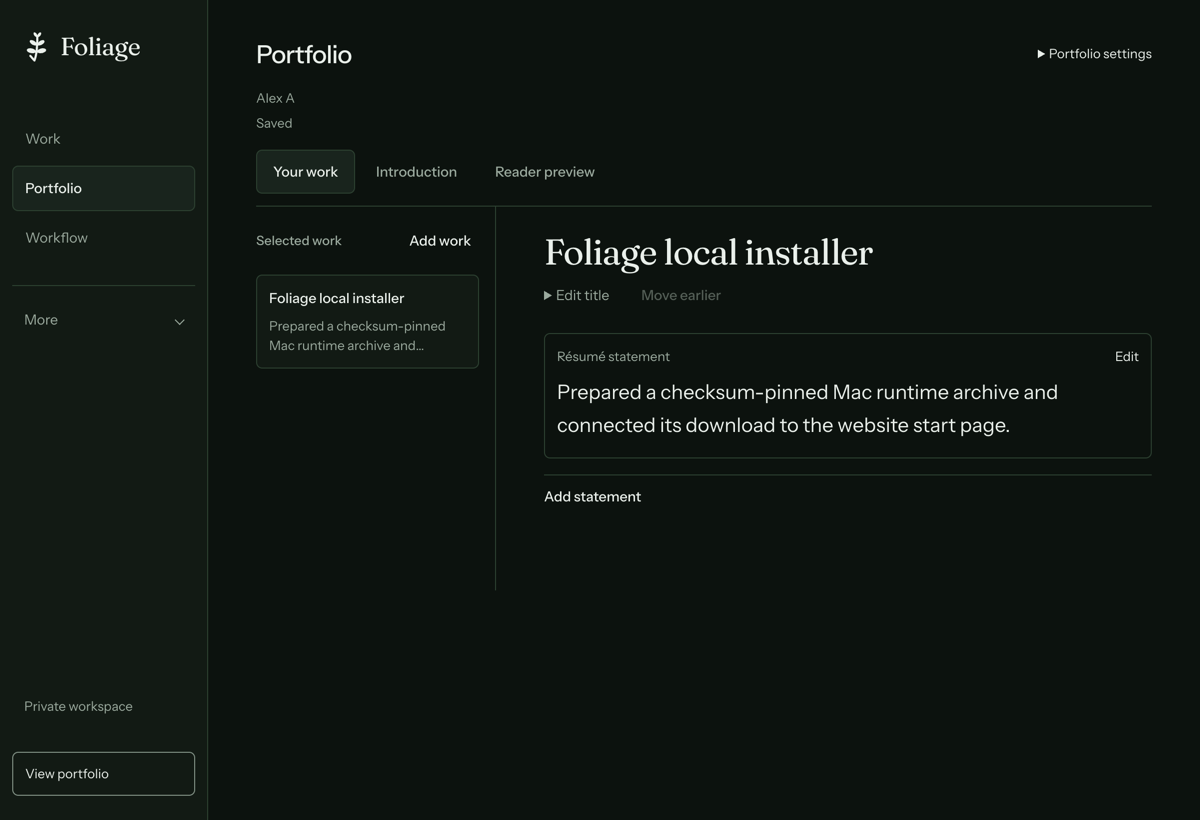 Foliage
Work
Portfolio
Workflow
More
Private workspace
View portfolio
Portfolio
Portfolio settings
Alex A
Saved
Your work
Introduction
Reader preview
Selected work
Add work
Foliage local installer
Prepared a checksum-pinned
Mac runtime archive and...
Foliage local installer
Edit title
Move earlier
Résumé statement
Edit
Prepared a checksum-pinned Mac runtime archive and
connected its download to the website start page.
Add statement